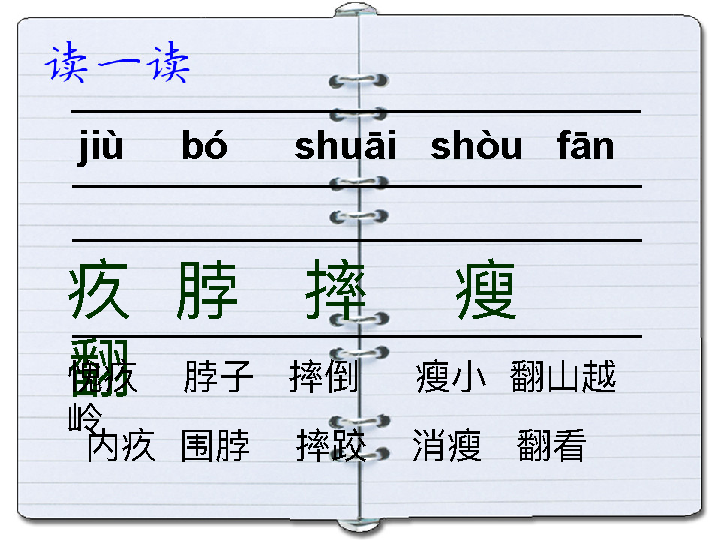 读一读
jiù bó shuāi shòu fān
疚 脖 摔 瘦
翻
愧疚 脖子 摔倒 瘦小 翻山越
岭
内疚 围脖 摔跤 消瘦 翻看